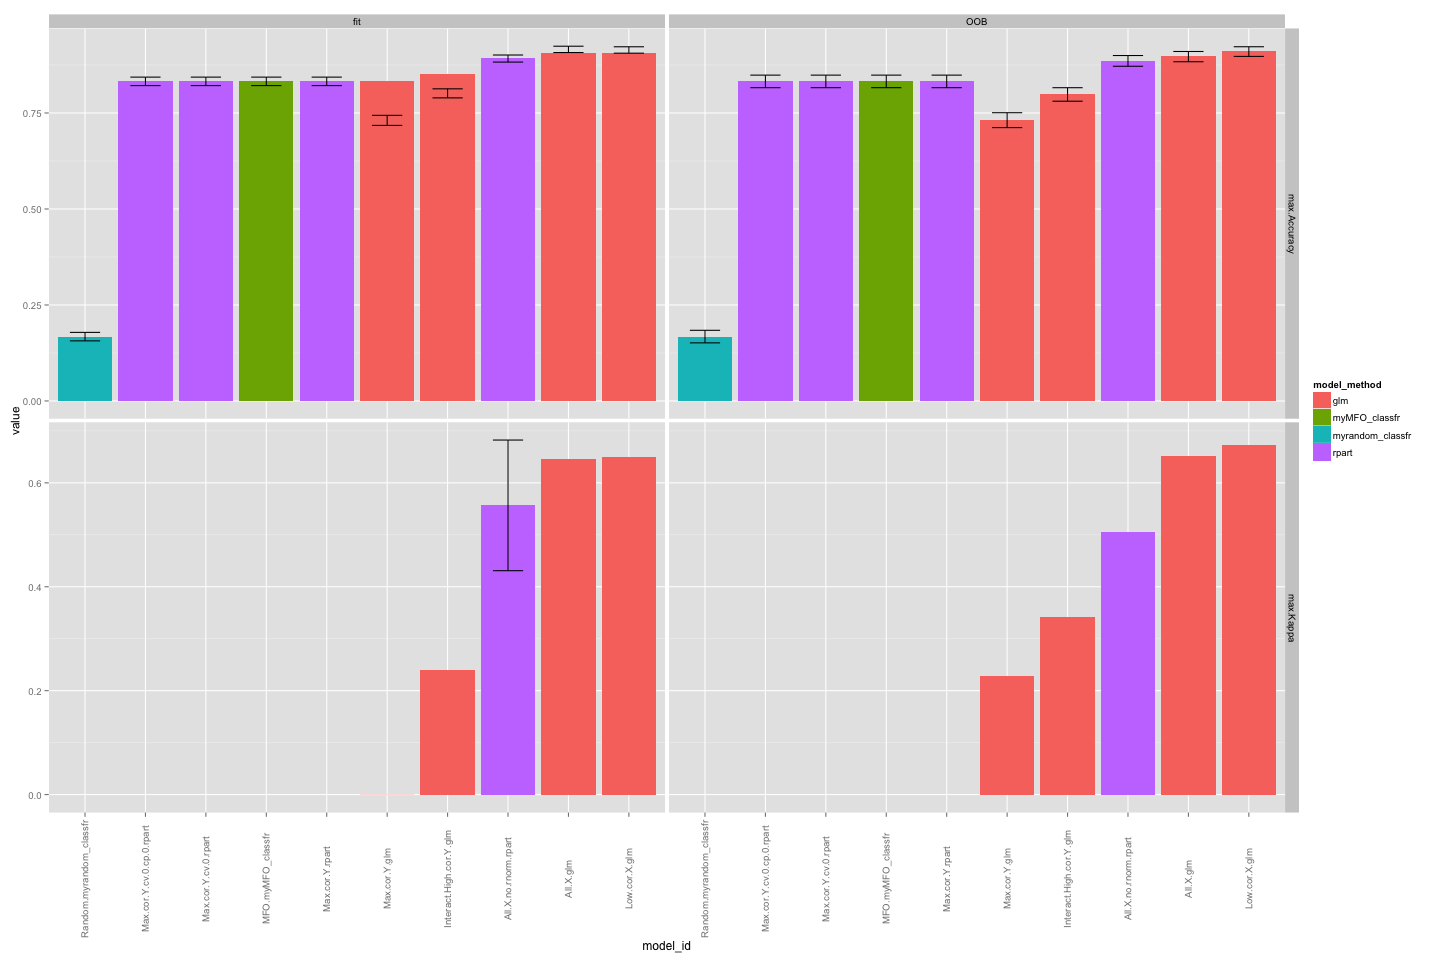 fit
OOB
max.Accuracy
0.75
0.50
0.25
0.00
value
max.Kappa
0.6
0.4
0.2
0.0
Random.myrandom_classfr
Max.cor.Y.cv.0.cp.0.rpart
Max.cor.Y.cv.0.rpart
MFO.myMFO_classfr
Max.cor.Y.rpart
Max.cor.Y.glm
Interact.High.cor.Y.glm
All.X.no.rnorm.rpart
All.X.glm
Low.cor.X.glm
Random.myrandom_classfr
Max.cor.Y.cv.0.cp.0.rpart
Max.cor.Y.cv.0.rpart
MFO.myMFO_classfr
Max.cor.Y.rpart
Max.cor.Y.glm
Interact.High.cor.Y.glm
All.X.no.rnorm.rpart
All.X.glm
Low.cor.X.glm
model_id
model_method
glm
myMFO_classfr
myrandom_classfr
rpart